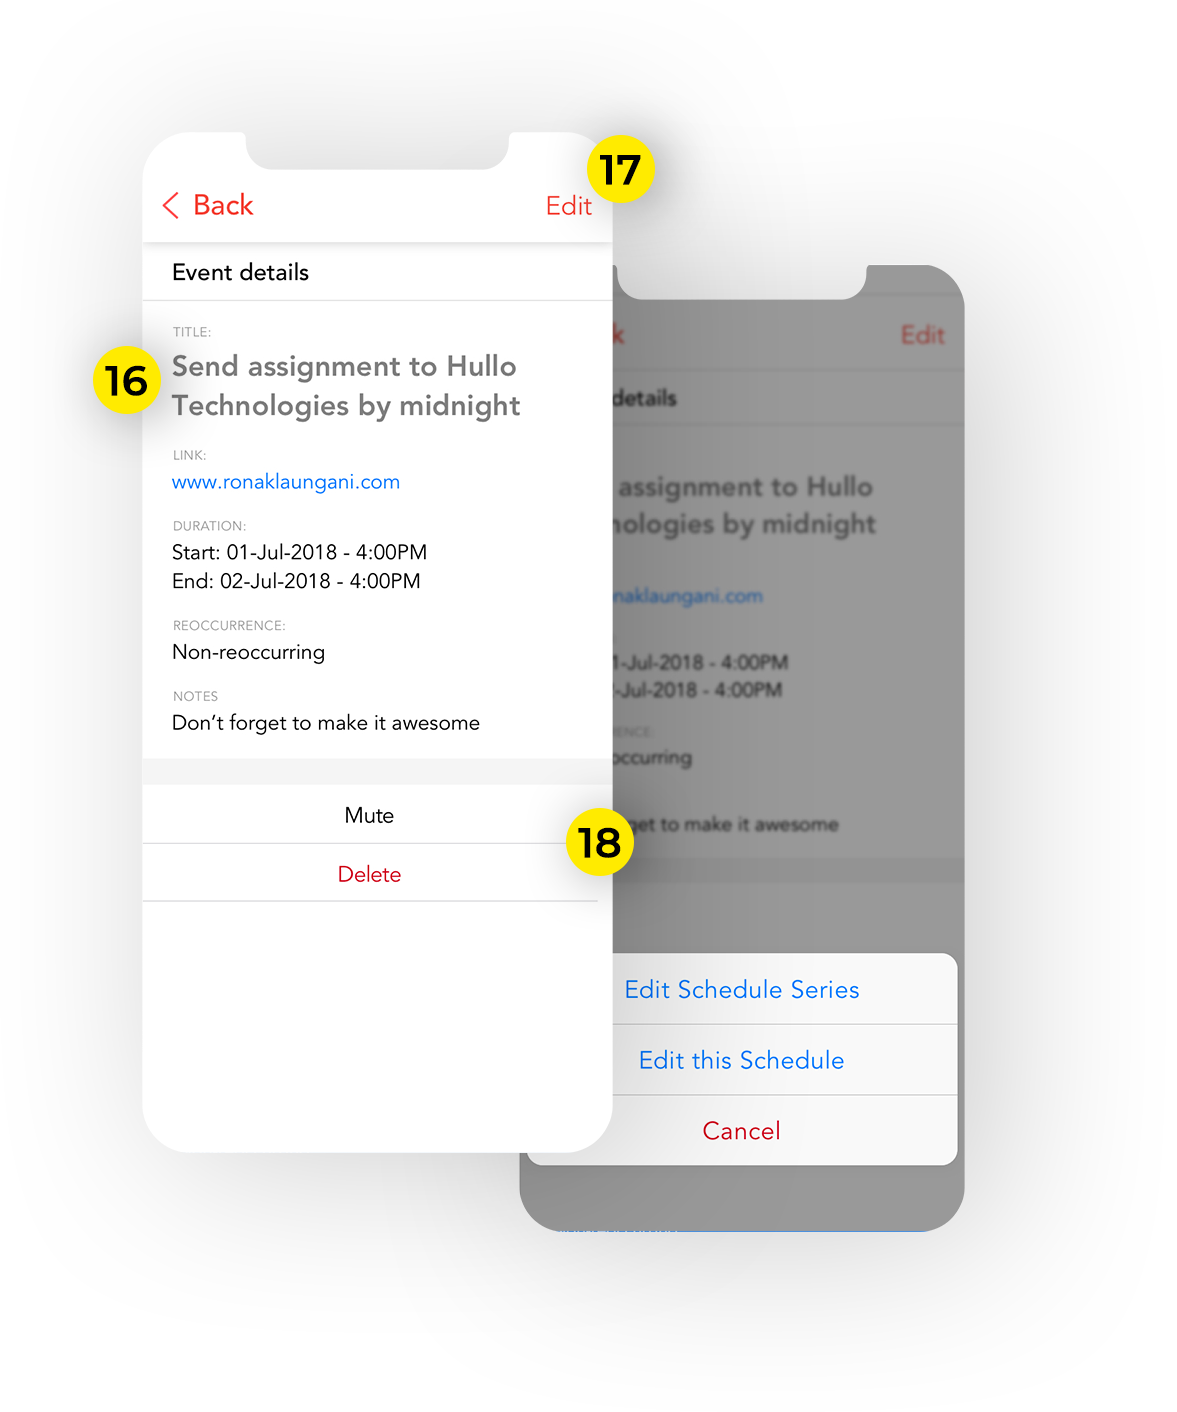 17
Back
Edit
Event details
TITLE:
16
Send assignment to Hullo
Technologies by midnight
LINK:
www.ronaklaungani.com
DURATION:
Start: 01-Jul-2018 - 4:00PM
End: 02-Jul-2018 - 4:00PM
REOCCURRENCE:
Non-reoccurring
NOTES
Don’t forget to make it awesome
Mute
18
Delete
k
Edit
details
assignment to Hullo
nologies by midnight
naklaungani.com
1-Jul-2018 - 4:00PM
-Jul-2018 - 4:00PM
RENCE:
occurring
get to make it awesome
Edit Schedule Series
Edit this Schedule
Cancel